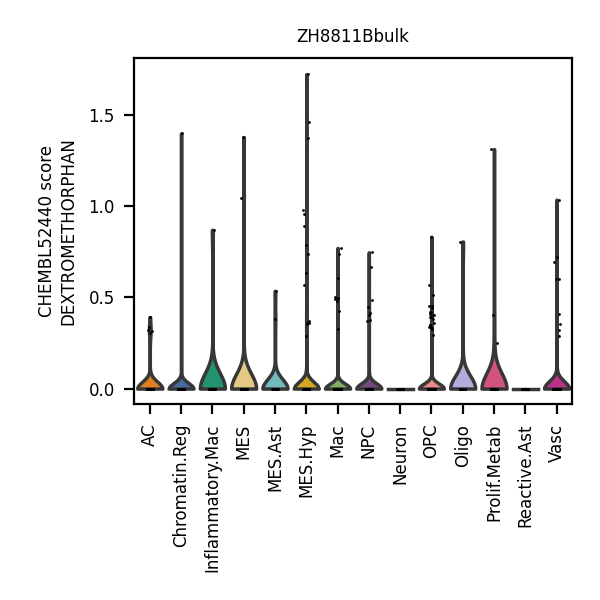 ZH8811Bbulk
CHEMBL52440 score
DEXTROMETHORPHAN
1.5
1.0
0.5
0.0
AC
Chromatin.Reg
Inflammatory.Mac
MES
MES.Ast
MES.Hyp
Mac
NPC
Neuron
OPC
Oligo
Prolif.Metab
Reactive.Ast
Vasc